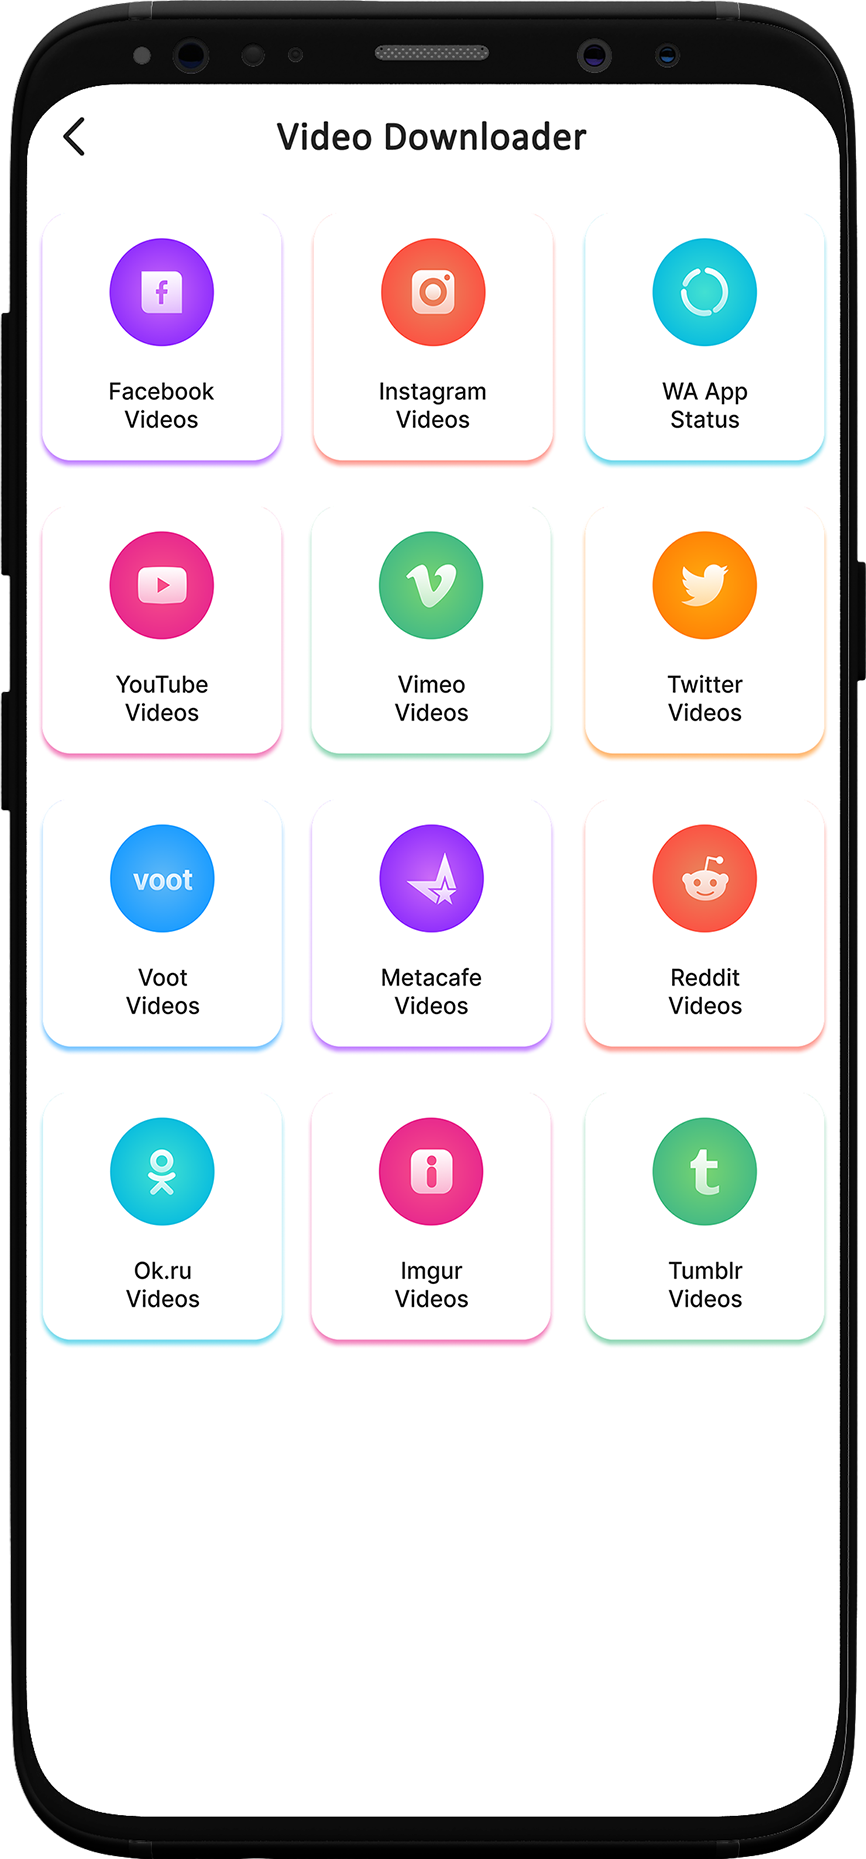 Video Downloader
Facebook
Videos
Instagram
Videos
WA App
Status
YouTube
Videos
Vimeo
Videos
Twitter
Videos
voot
Voot
Videos
Metacafe
Videos
Reddit
Videos
Ok.ru
Videos
Imgur
Videos
Tumblr
Videos